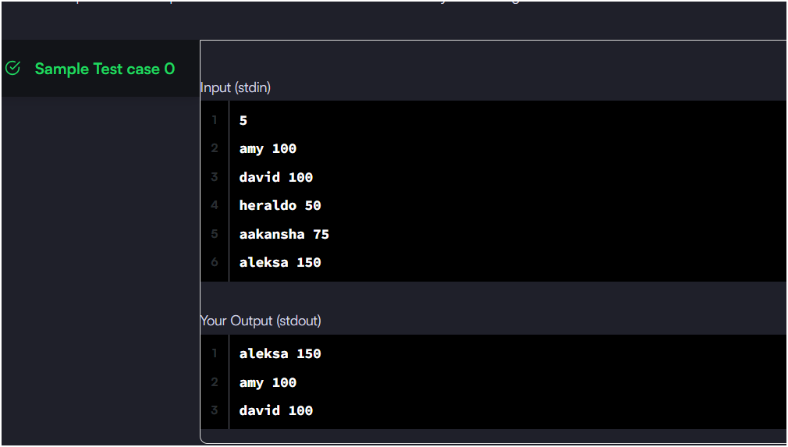 Sample Test case 0
Input (stdin)
1 5
2 amy 100
3 david 100
4 heraldo 50
5 aakansha 75
6 aleksa 150
Your Output (stdout)
1 aleksa 150
2 amy 100
3 david 100